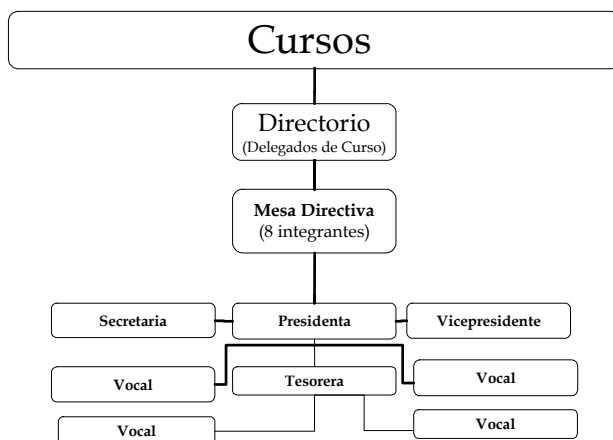 Cursos
Directorio
(Delegados de Curso)
Mesa Directiva
(8 integrantes)
Secretaria
Presidenta
Vicepresidente
Vocal
Tesorera
Vocal
Vocal
Vocal